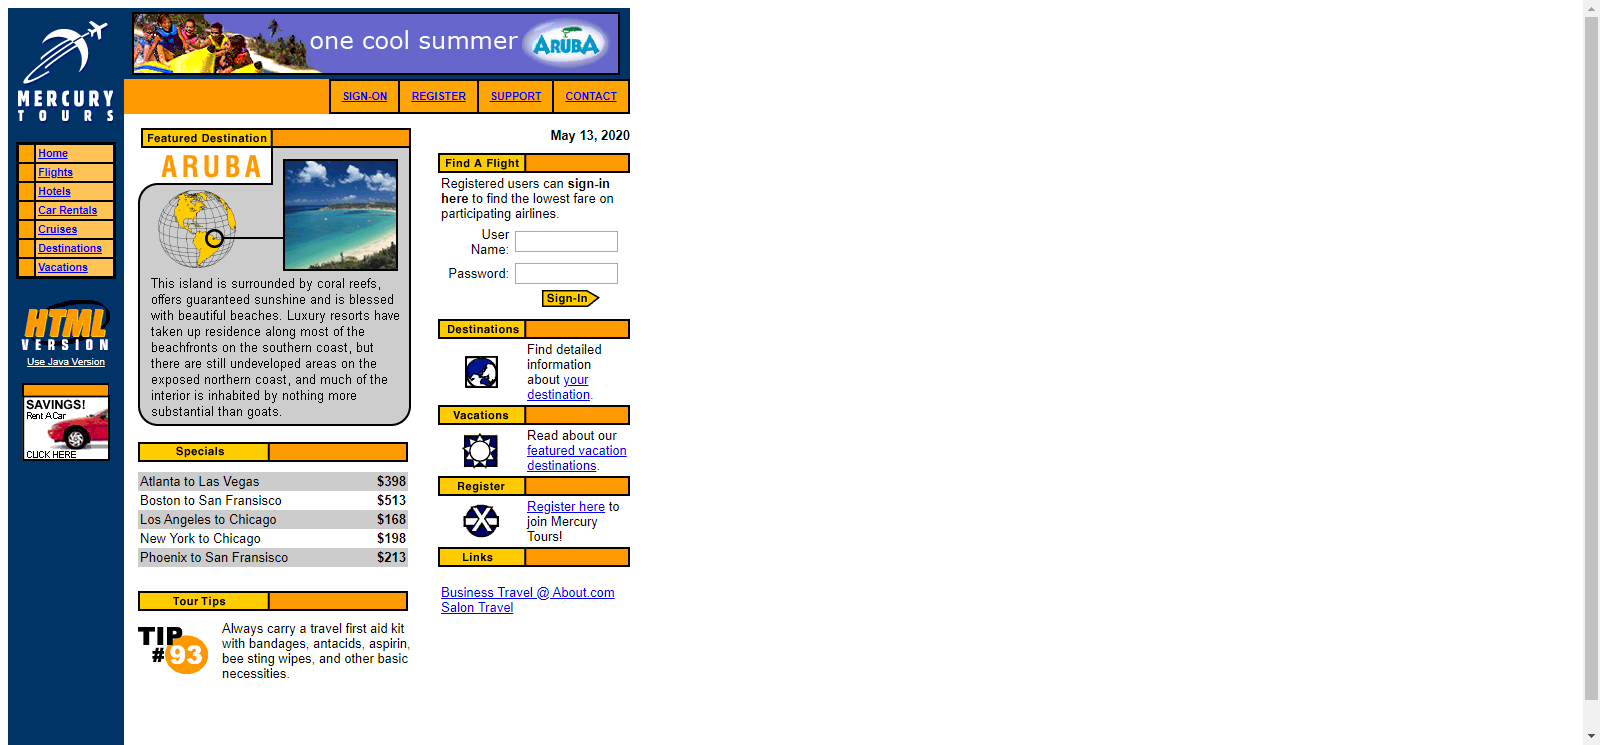 MERCURY
TOURS
one cool summer ARUBA
SIGN-ON REGISTER SUPPORT CONTACT
Home
Flights
Hotels
Car Rentals
Cruises
Destinations
Vacations
HTML
VERSION
Use Java Version
SAVINGS!
Rent A Car
CLICK HERE
Featured Destination
ARUBA
This island is surrounded by coral reefs,
offers guaranteed sunshine and is blessed
with beautiful beaches. Luxury resorts have
taken up residence along most of the
beachfronts on the southern coast, but
there are still undeveloped areas on the
exposed northern coast, and much of the
interior is inhabited by nothing more
substantial than goats.
Specials
Atlanta to Las Vegas $398
Boston to San Fransisco $513
Los Angeles to Chicago $168
New York to Chicago $198
Phoenix to San Fransisco $213
Tour Tips
TIP
#93
Always carry a travel first aid kit
with bandages, antacids, aspirin,
bee sting wipes, and other basic
necessities.
May 13, 2020
Find A Flight
Registered users can sign-in
here to find the lowest fare on
participating airlines.
User
Name:
Password:
Sign-In
Destinations
Find detailed
information
about your
destination.
Vacations
Read about our
featured vacation
destinations.
Register
Register here to
join Mercury
Tours!
Links
Business Travel @ About.com
Salon Travel